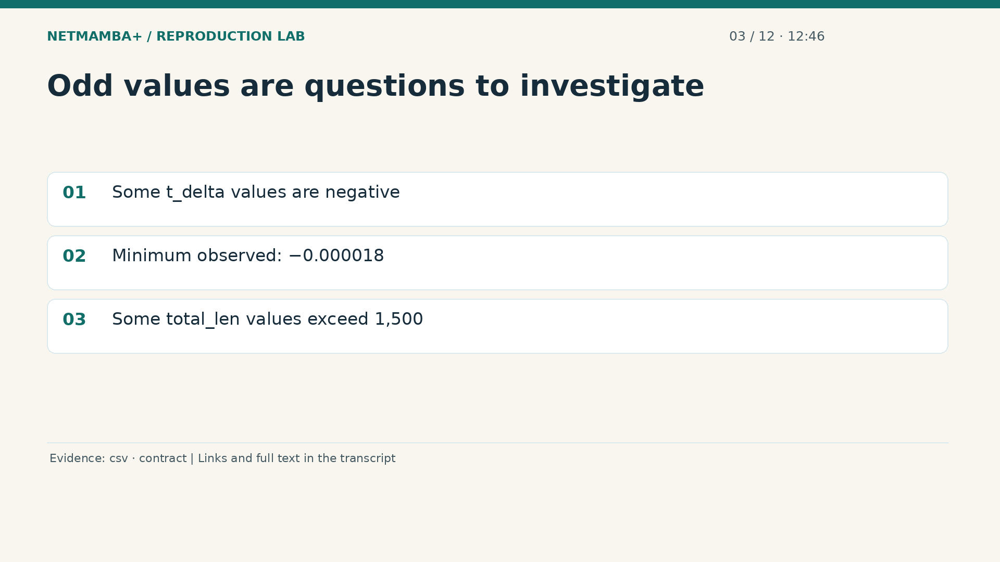 NETMAMBA+ / REPRODUCTION LAB
03 / 12 · 12:46
Odd values are questions to investigate
01 Some t_delta values are negative
02 Minimum observed: −0.000018
03 Some total_len values exceed 1,500
Evidence: csv · contract | Links and full text in the transcript